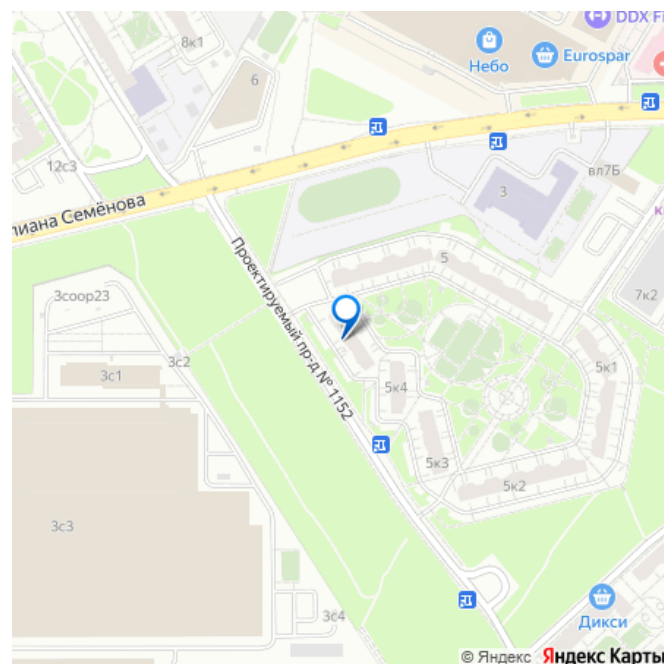 DDX Fi
8к1
Небо
Eurospar
6
12с3
вл7Б
3
лиана Семёнова
Проектируемый пр-д № 1152
5
к
3соор23
7к2
3с2
3с1
5к1
5к4
5к3
5к2
3с3
3с4
Дикси
© Яндекс Яндекс Карты